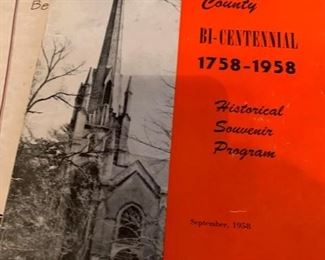 Be
County
BI-CENTENNIAL
1758-1958
Historical
Souvenir
Program
September, 1958